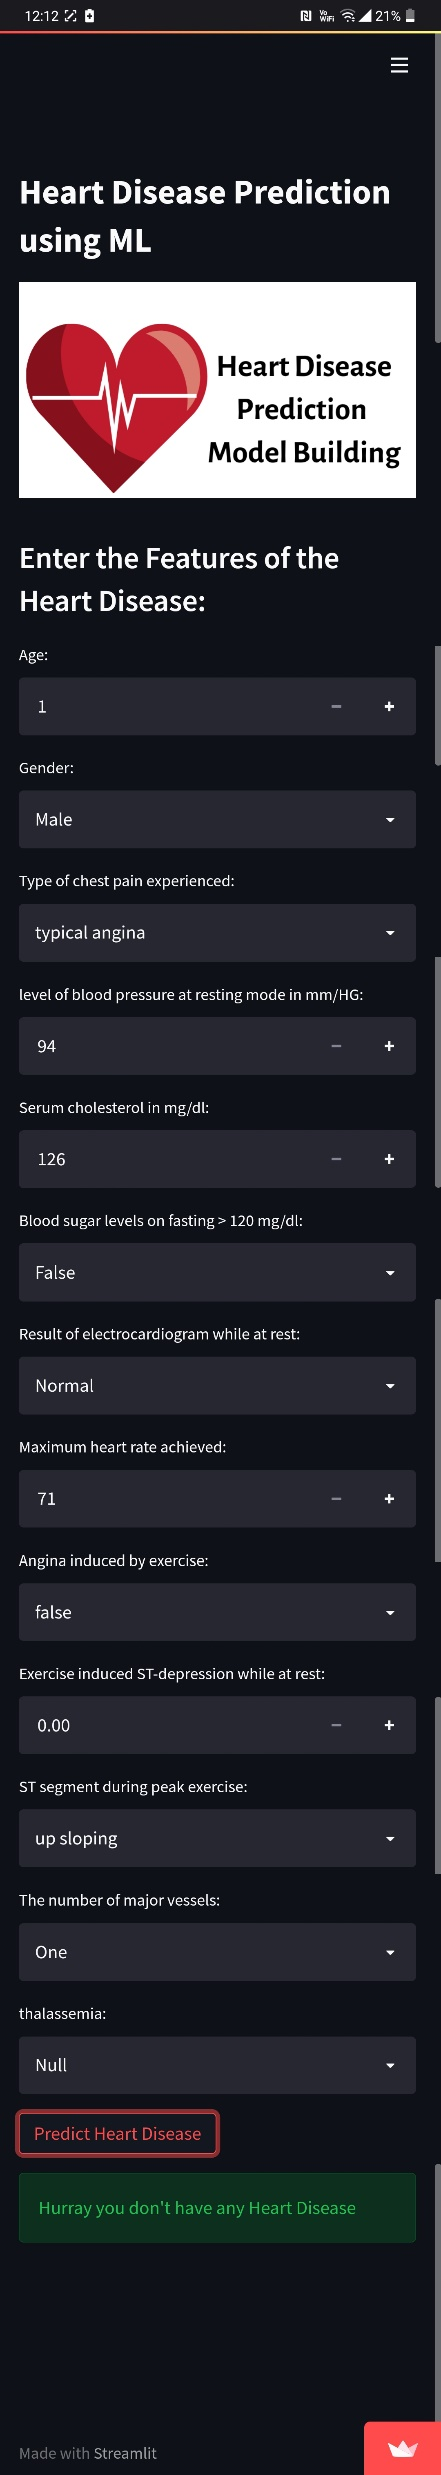 12:12
Vo
WiFi
21%
Heart Disease Prediction
using ML
Heart Disease
Prediction
Model Building
Enter the Features of the
Heart Disease:
Age:
1
Gender:
Male
Type of chest pain experienced:
typical angina
level of blood pressure at resting mode in mm/HG:
94
Serum cholesterol in mg/dl:
126
Blood sugar levels on fasting > 120 mg/dl:
False
Result of electrocardiogram while at rest:
Normal
Maximum heart rate achieved:
71
Angina induced by exercise:
false
Exercise induced ST-depression while at rest:
0.00
ST segment during peak exercise:
up sloping
The number of major vessels:
One
thalassemia:
Null
Predict Heart Disease
Hurray you don't have any Heart Disease
Made with Streamlit